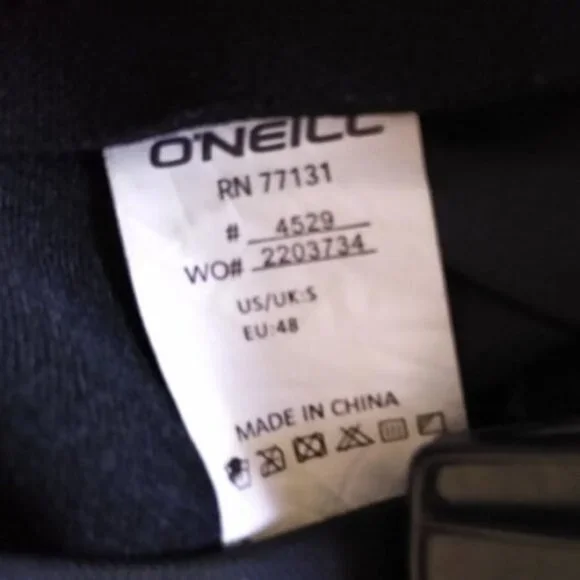 O'NEILL
RN 77131
# 4529
WO# 2203734
US/UK:S
EU:48
MADE IN CHINA